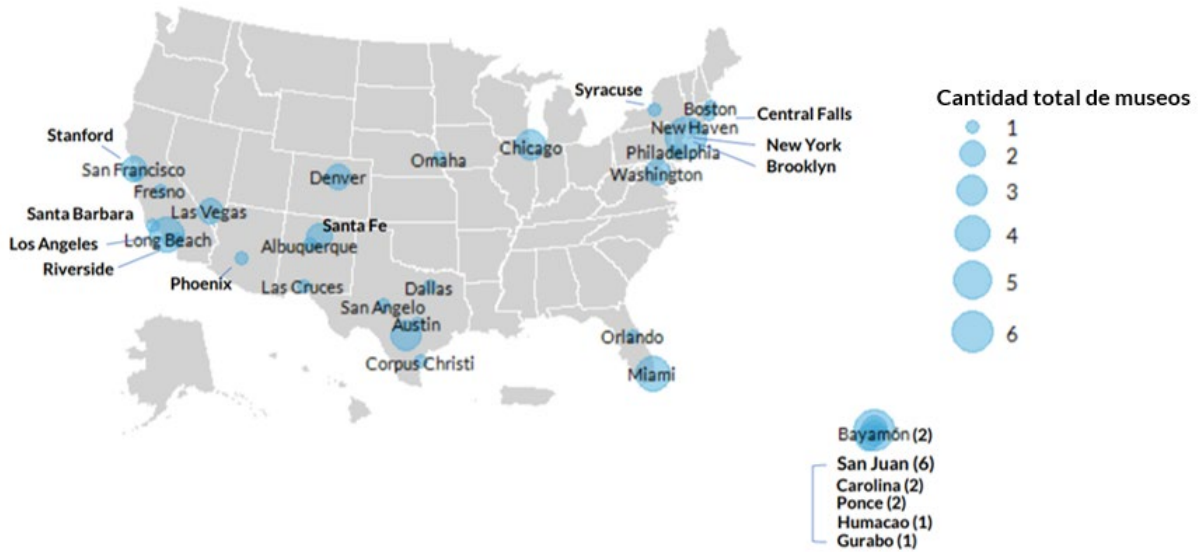 Syracuse
Boston
Central Falls
New Haven
New York
Philadelphia
Brooklyn
Washington
Chicago
Omaha
Denver
Stanford
San Francisco
Fresno
Las Vegas
Santa Barbara
Los Angeles
Long Beach
Riverside
Santa Fe
Albuquerque
Phoenix
Las Cruces
Dallas
San Angelo
Austin
Corpus Christi
Orlando
Miami
Cantidad total de museos
1
2
3
4
5
6
Bayamón (2)
San Juan (6)
Carolina (2)
Ponce (2)
Humacao (1)
Gurabo (1)